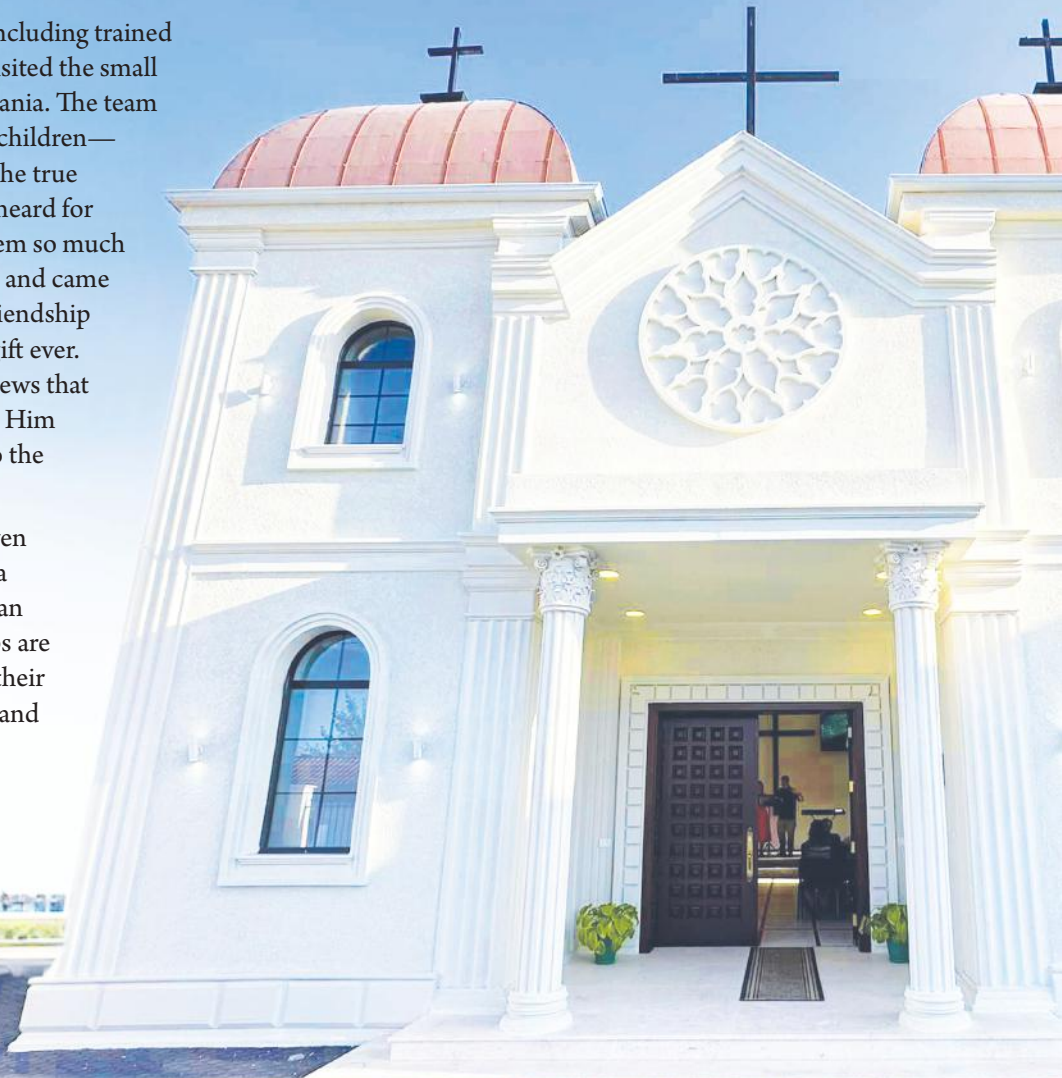 ncluding trained
sited the small
ania. The team
children—
he true
heard for
em so much
and came
iendship
ift ever.
ews that
Him
o the
en
a
an
s are
their
and